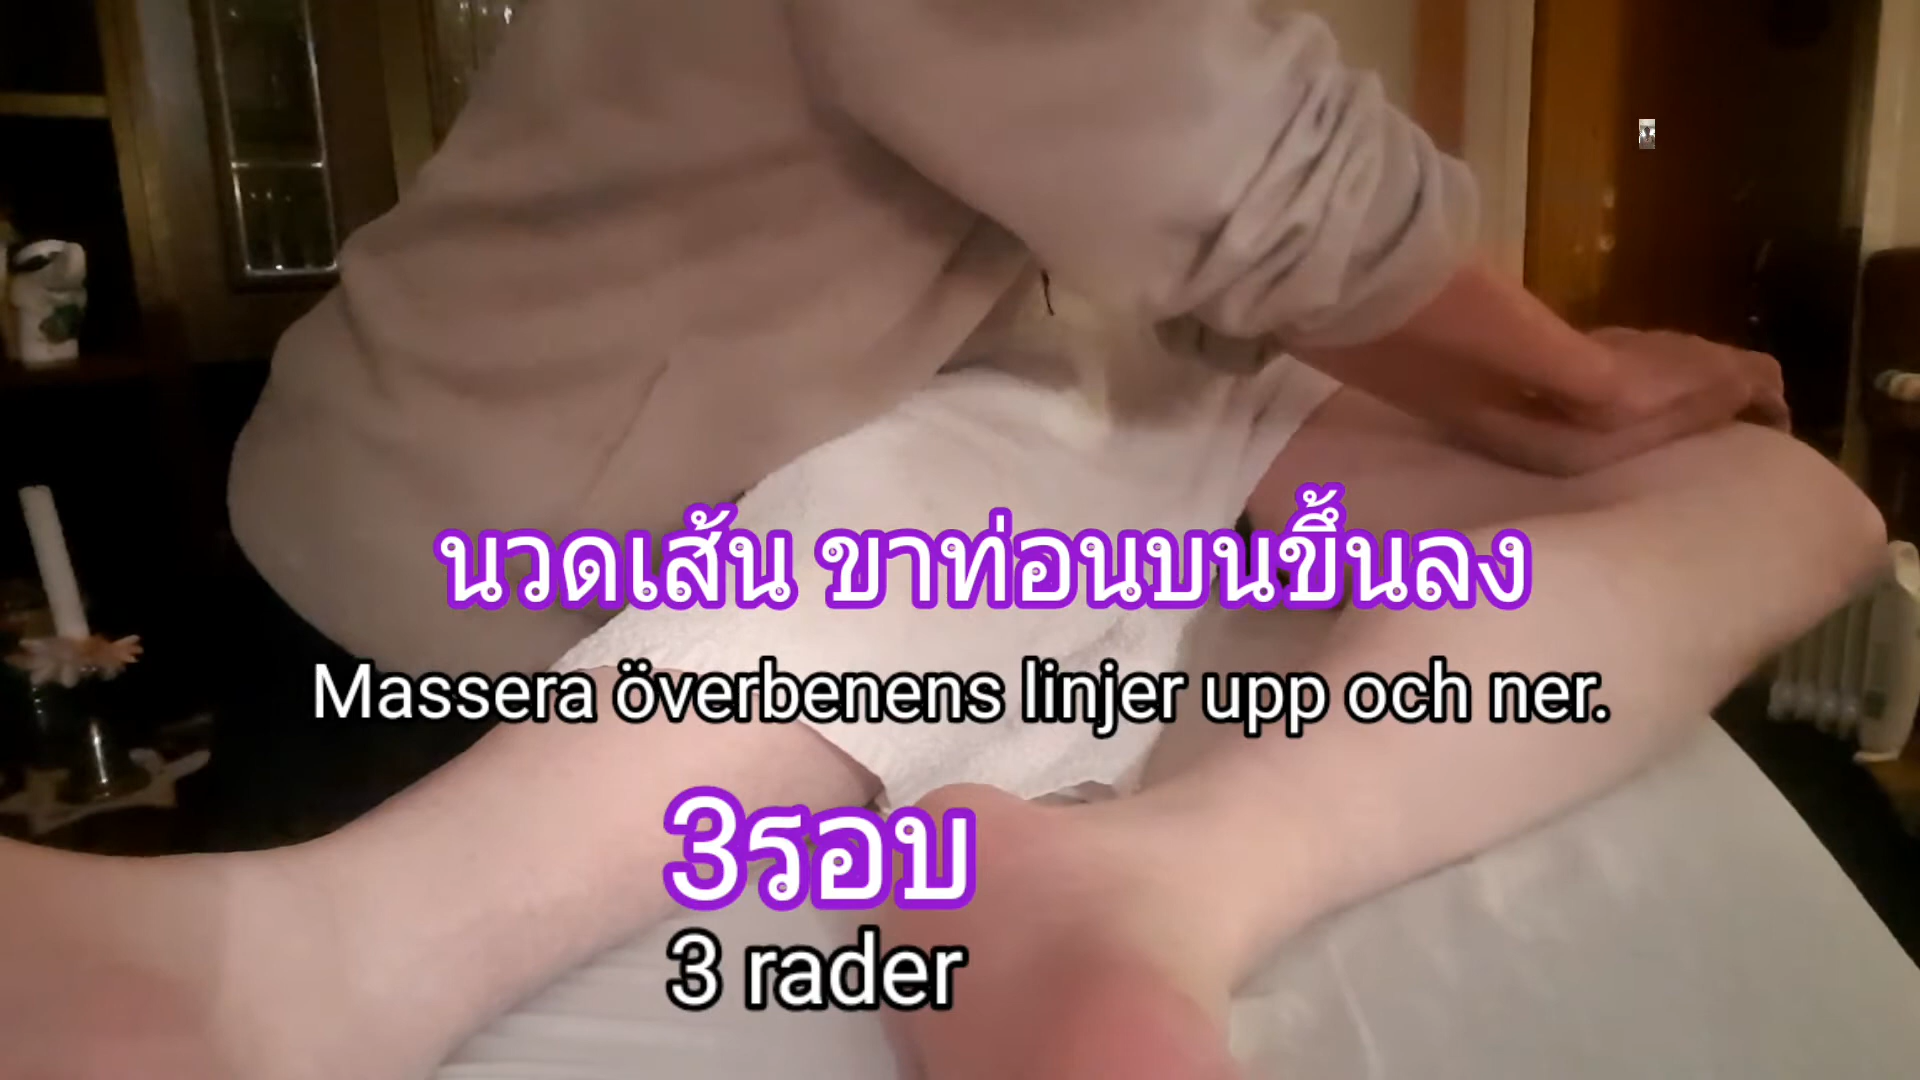 นวดเส้น ขาท่อนบนขึ้นลง
Massera överbenens linjer upp och ner.
3รอบ
3 rader